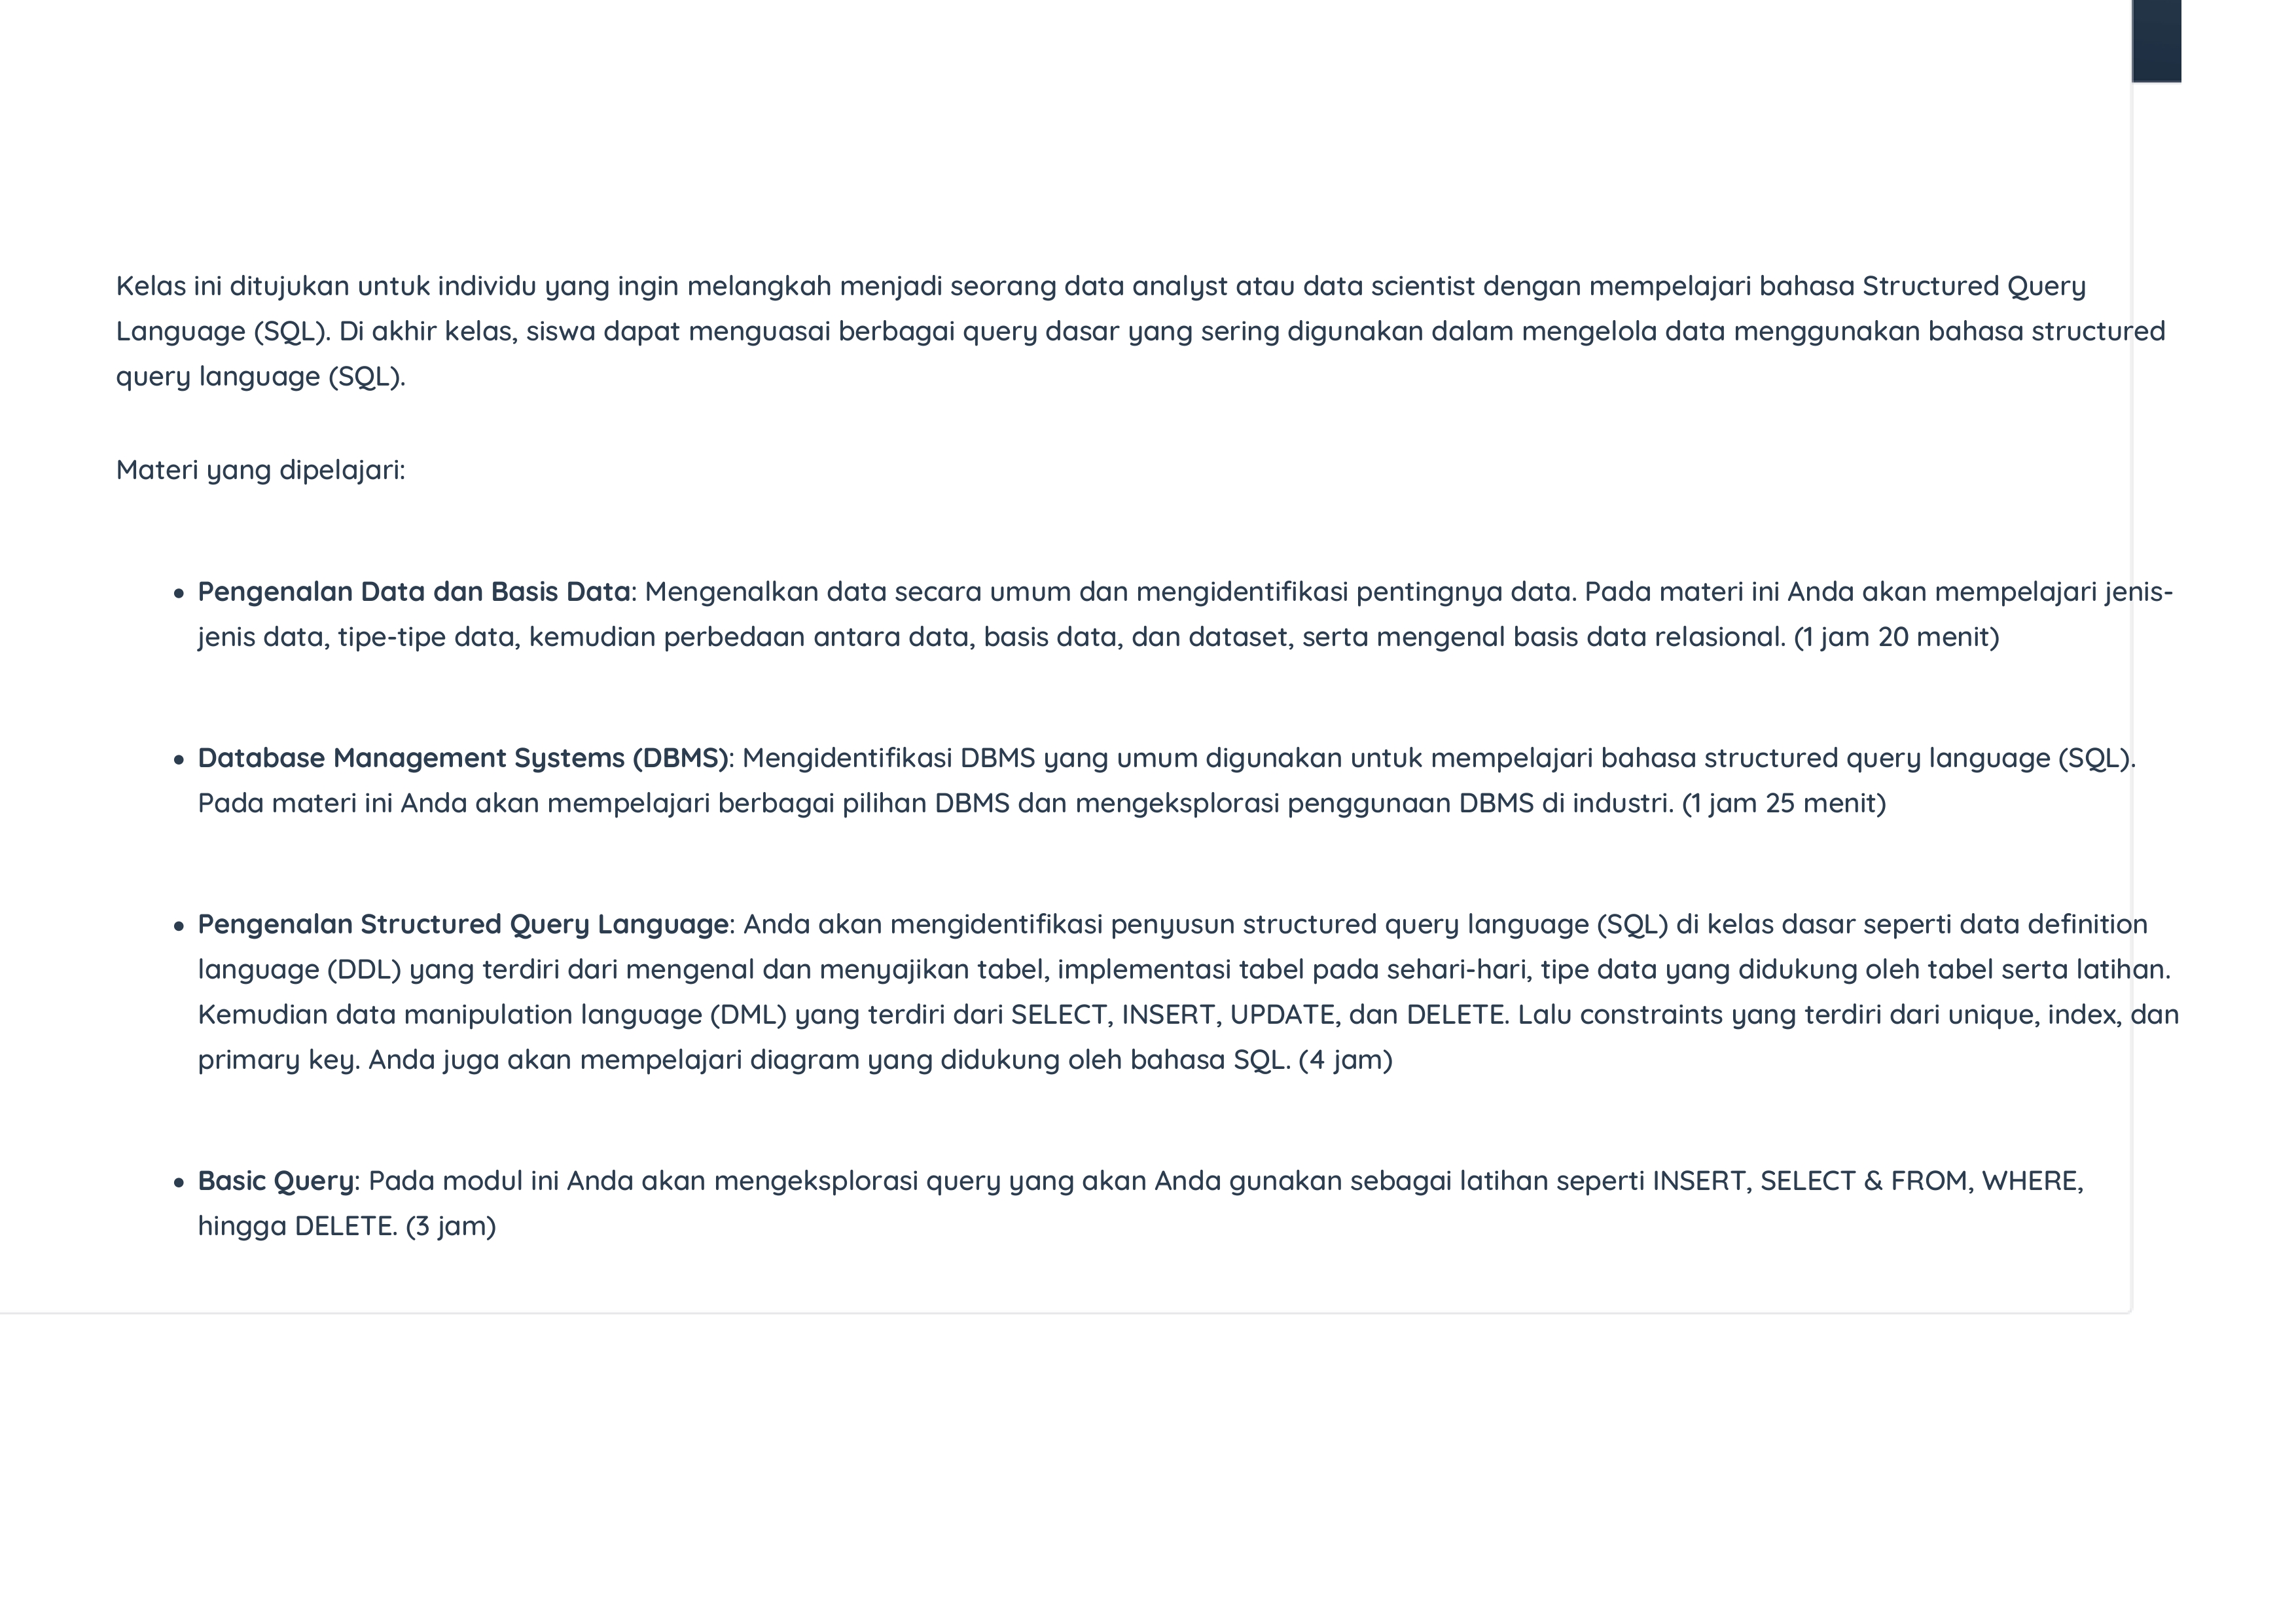 Kelas ini ditujukan untuk individu yang ingin melangkah menjadi seorang data analyst atau data scientist dengan mempelajari bahasa Structured Query
Language (SQL). Di akhir kelas, siswa dapat menguasai berbagai query dasar yang sering digunakan dalam mengelola data menggunakan bahasa structured
query language (SQL).
Materi yang dipelajari:
• Pengenalan Data dan Basis Data: Mengenalkan data secara umum dan mengidentifikasi pentingnya data. Pada materi ini Anda akan mempelajari jenis-
jenis data, tipe-tipe data, kemudian perbedaan antara data, basis data, dan dataset, serta mengenal basis data relasional. (1 jam 20 menit)
• Database Management Systems (DBMS): Mengidentifikasi DBMS yang umum digunakan untuk mempelajari bahasa structured query language (SQL).
Pada materi ini Anda akan mempelajari berbagai pilihan DBMS dan mengeksplorasi penggunaan DBMS di industri. (1 jam 25 menit)
• Pengenalan Structured Query Language: Anda akan mengidentifikasi penyusun structured query language (SQL) di kelas dasar seperti data definition
language (DDL) yang terdiri dari mengenal dan menyajikan tabel, implementasi tabel pada sehari-hari, tipe data yang didukung oleh tabel serta latihan.
Kemudian data manipulation language (DML) yang terdiri dari SELECT, INSERT, UPDATE, dan DELETE. Lalu constraints yang terdiri dari unique, index, dan
primary key. Anda juga akan mempelajari diagram yang didukung oleh bahasa SQL. (4 jam)
• Basic Query: Pada modul ini Anda akan mengeksplorasi query yang akan Anda gunakan sebagai latihan seperti INSERT, SELECT & FROM, WHERE,
hingga DELETE. (3 jam)